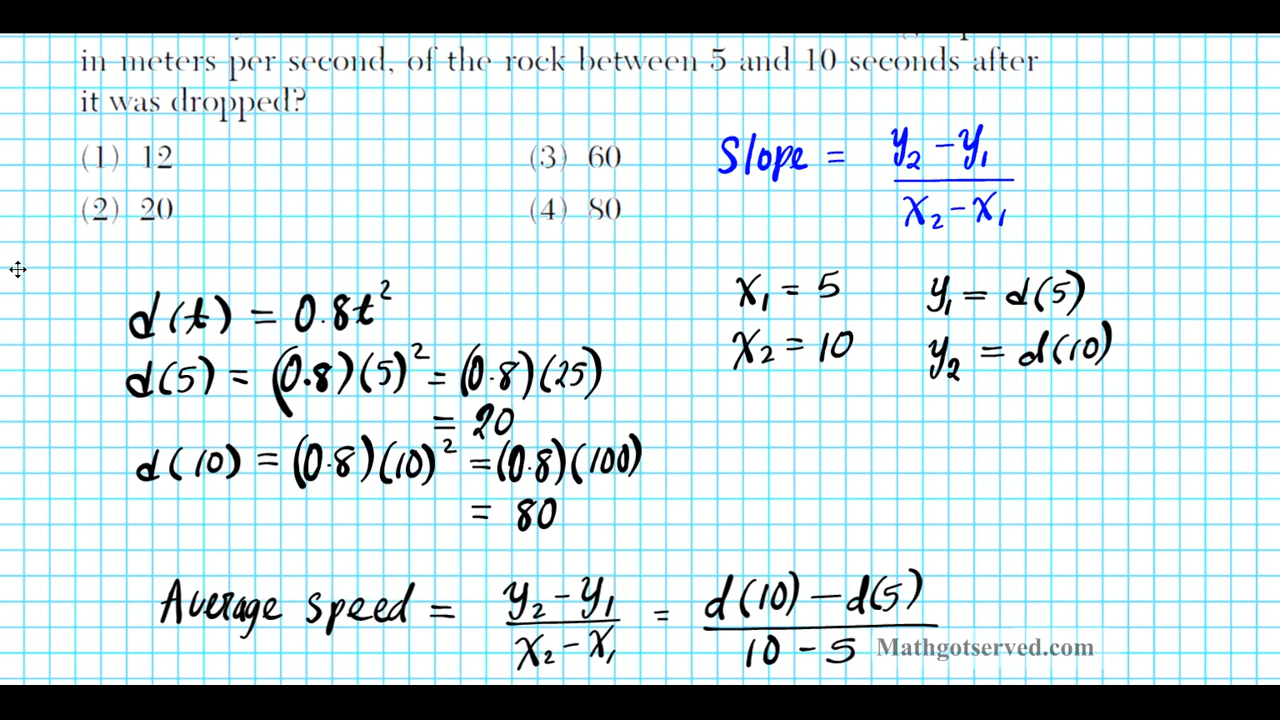 in meters per second, of the rock between 5 and 10 seconds after
it was dropped?
(1) 12
(3) 60
(2) 20
(4) 80
Slope = y₂ - y₁ / x₂ - x₁
x₁ = 5
y₁ = d(5)
x₂ = 10
y₂ = d(10)
d(t) = 0.8t²
d(5) = (0.8)(5)² = (0.8)(25)
= 20
d(10) = (0.8)(10)² = (0.8)(100)
= 80
Average speed = y₂ - y₁ / x₂ - x₁ = d(10) - d(5) / 10 - 5
Mathgotserved.com